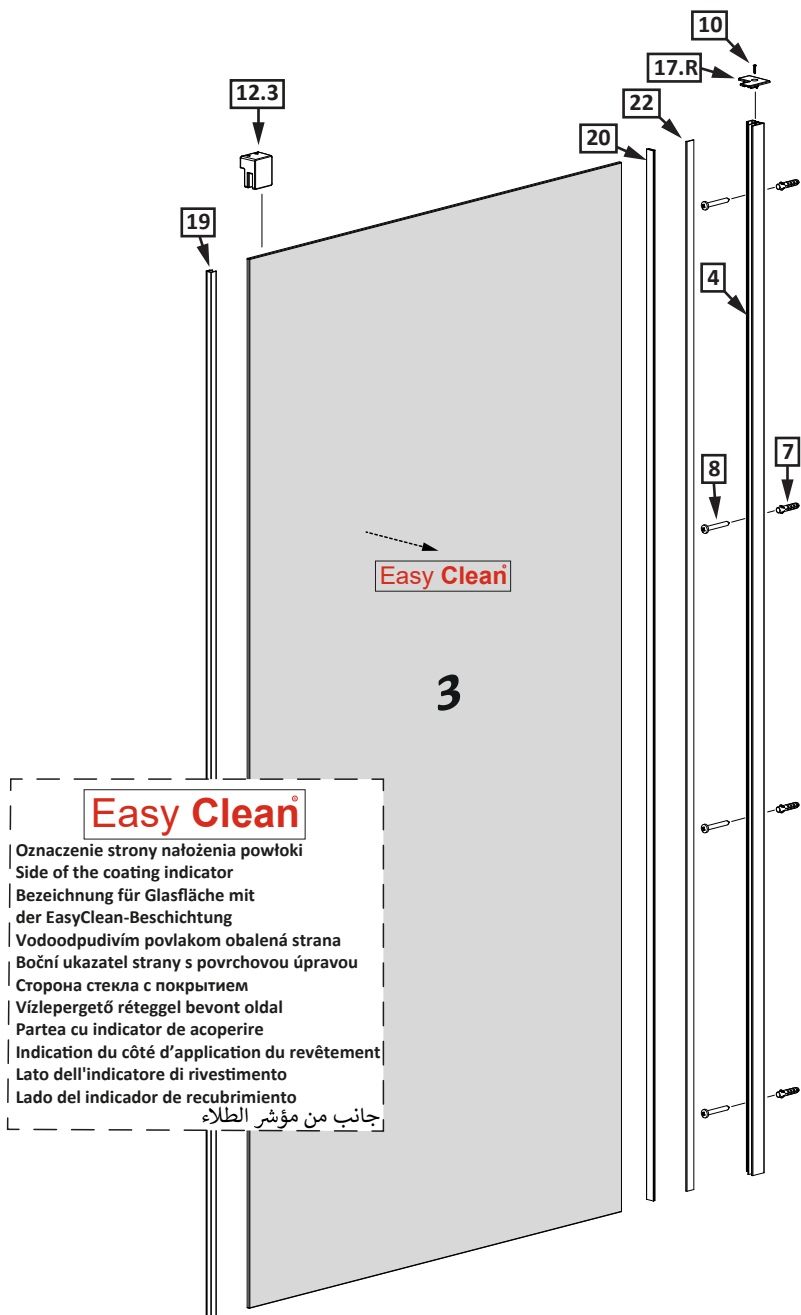 10
17.R
12.3
22
20
19
4
7
8
Easy Clean®
3
Easy Clean®
Oznaczenie strony nałożenia powłoki
Side of the coating indicator
Bezeichnung für Glasfläche mit
der EasyClean-Beschichtung
Vodoodpudivím povlakom obalená strana
Boční ukazatel strany s povrchovou úpravou
Сторона стекла с покрытием
Vízlepergető réteggel bevont oldal
Partea cu indicator de acoperire
Indication du côté d’application du revêtement
Lato dell'indicatore di rivestimento
Lado del indicador de recubrimiento
جانب من مؤشر الطلاء